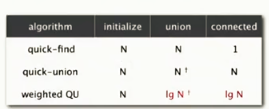 algorithm initialize union connected
quick-find N N 1
quick-union N N † N
weighted QU N lg N † lg N